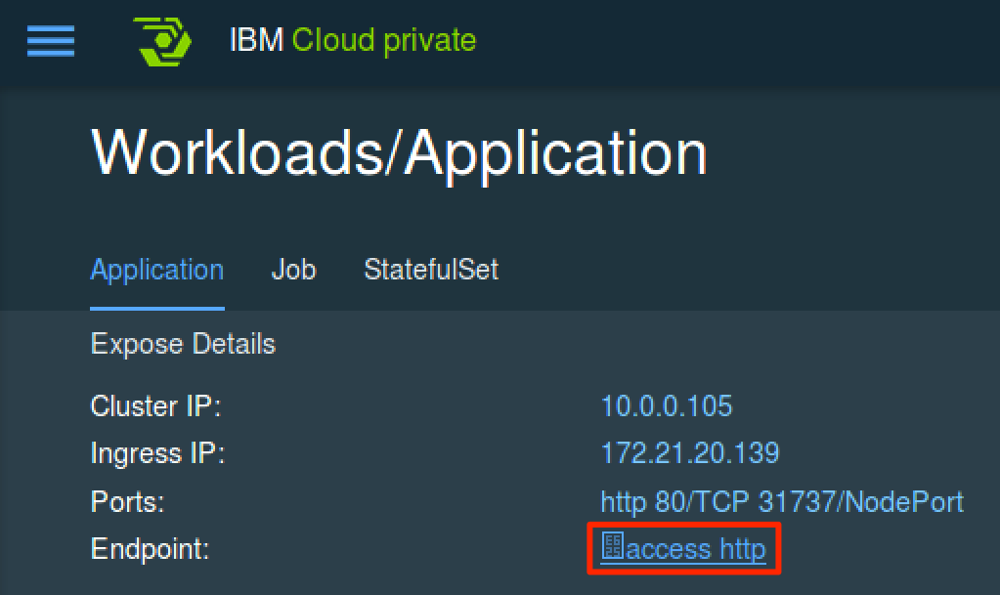 IBM Cloud private
Workloads/Application
Application Job StatefulSet
Expose Details
Cluster IP: 10.0.0.105
Ingress IP: 172.21.20.139
Ports: http 80/TCP 31737/NodePort
Endpoint: access http